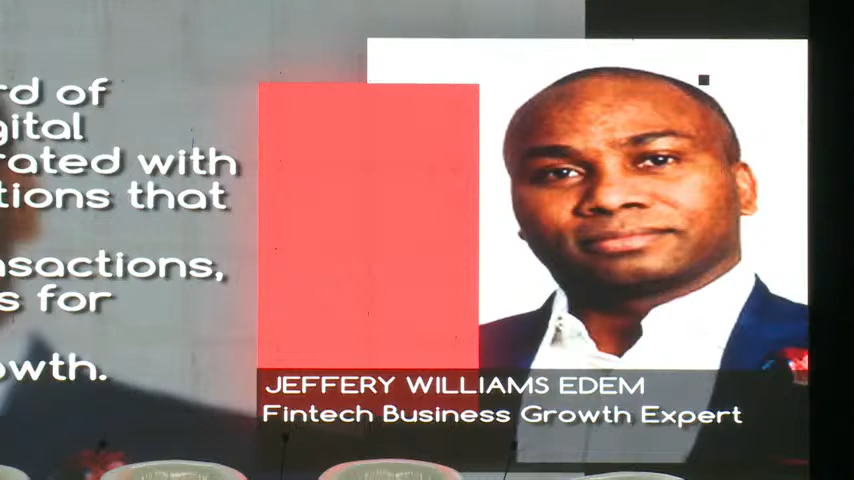 rd of
gital
rated with
tions that
nsactions,
s for
owth.
JEFFERY WILLIAMS EDEM
Fintech Business Growth Expert